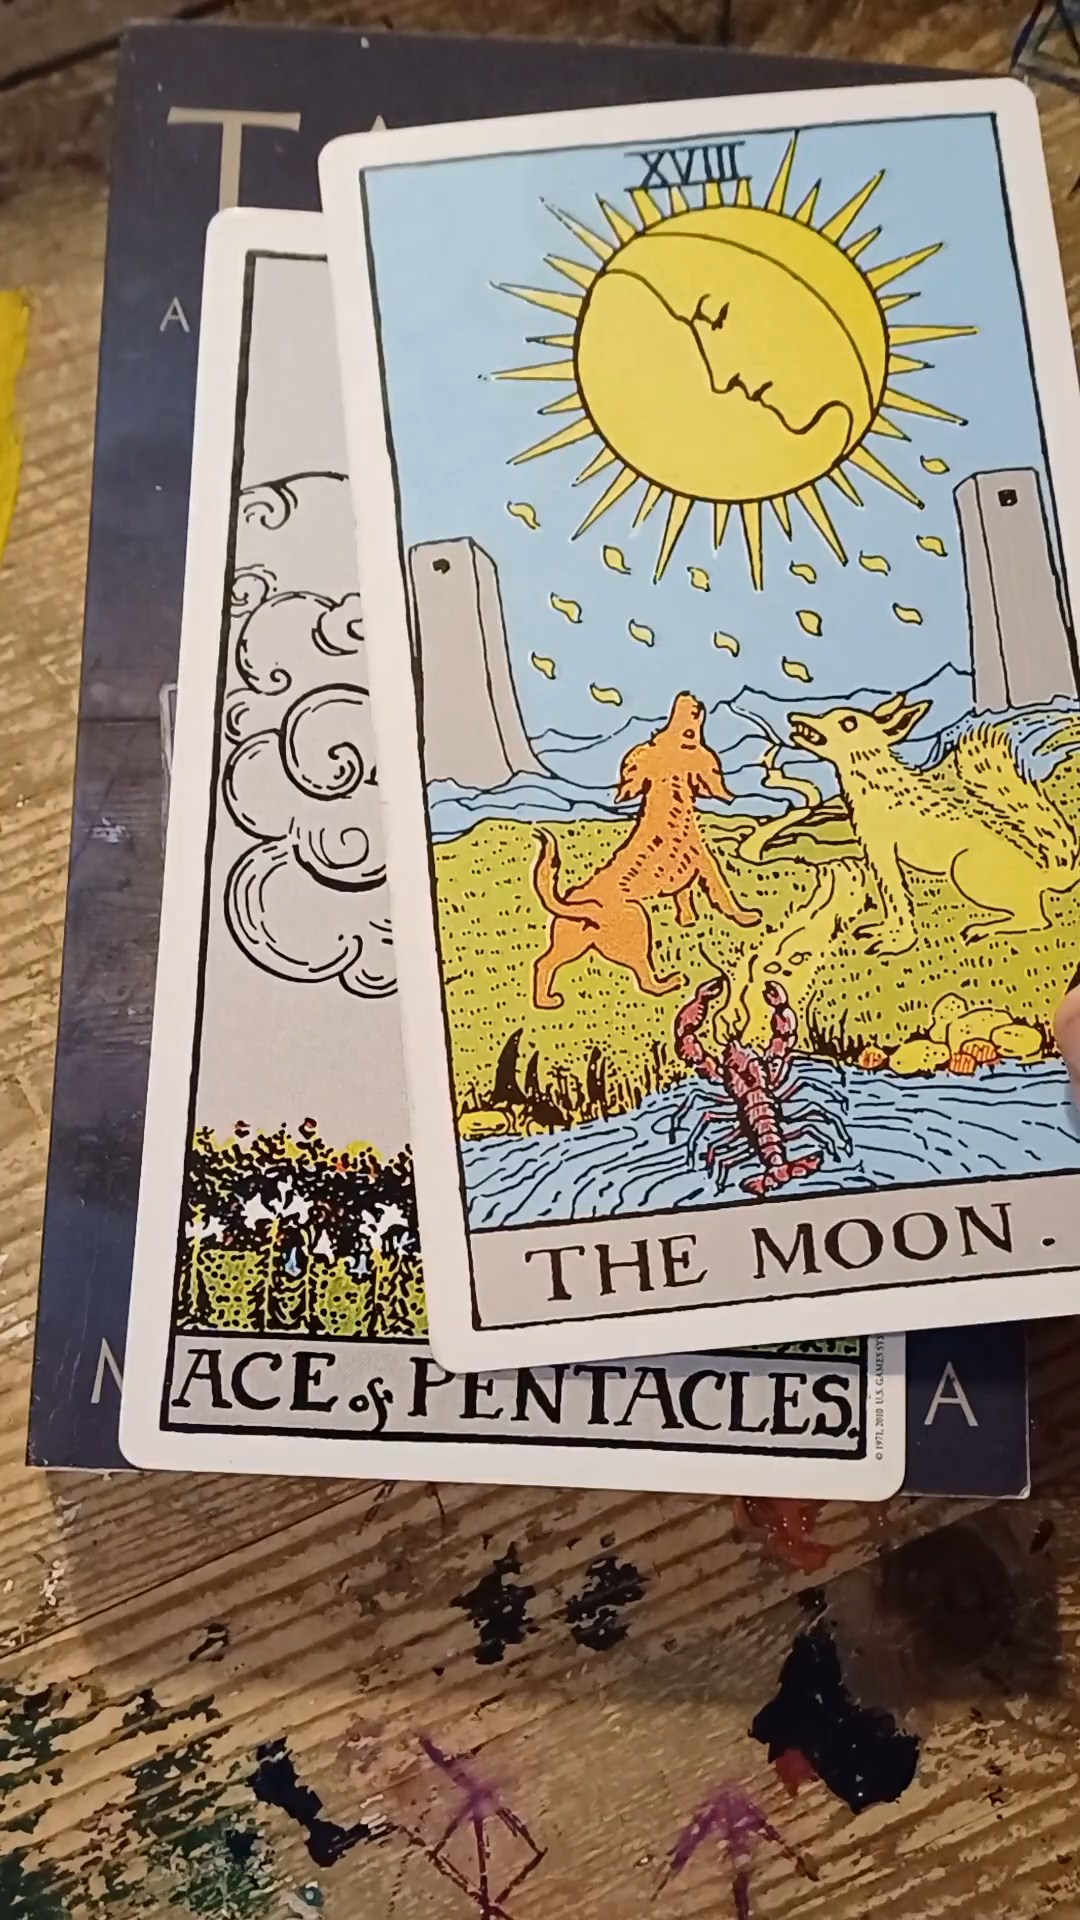 XVIII
THE MOON.
ACE of PENTACLES.
© 1971, 2010 U.S. GAMES SYS
T
A
M
A